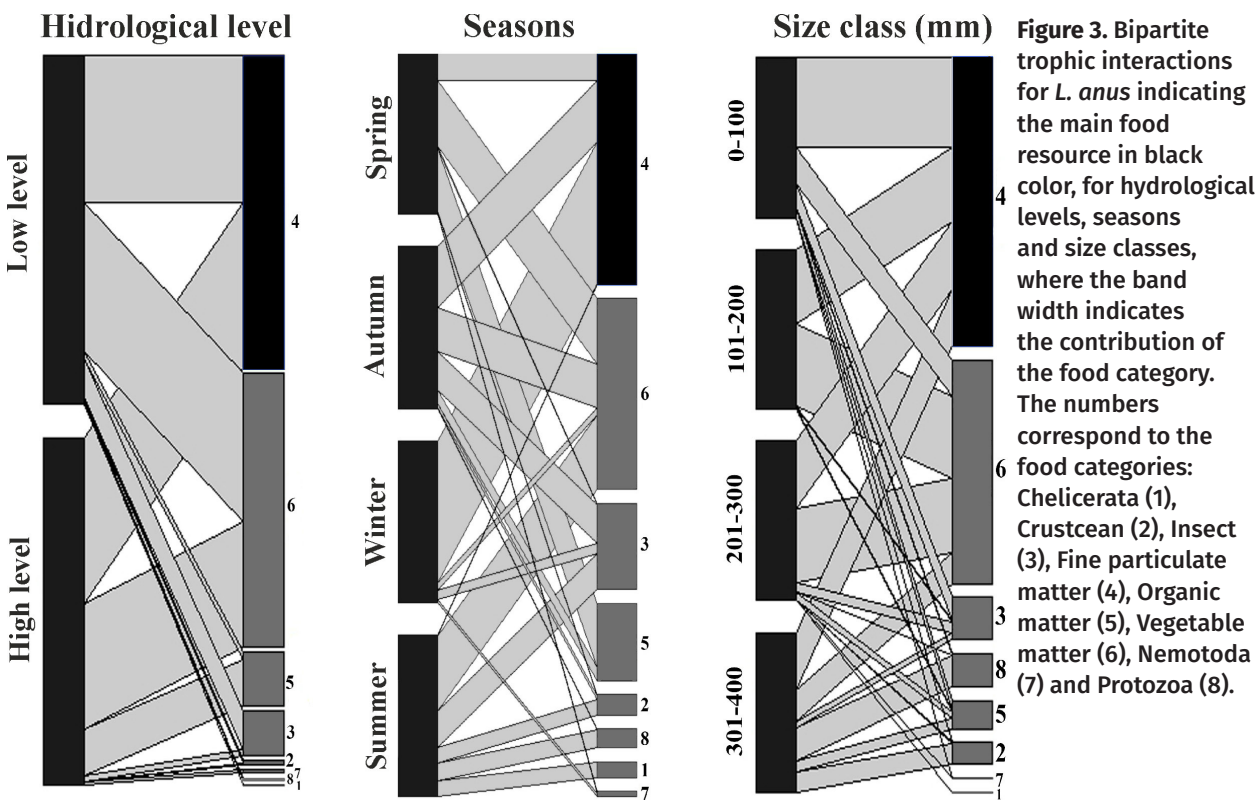 Hidrological level
Low level
High level
4
6
5
3
2
7
8
1
Seasons
Spring
Autumn
Winter
Summer
4
6
3
5
2
8
1
7
Size class (mm)
0-100
101-200
201-300
301-400
4
6
3
8
5
2
7
1
Figure 3. Bipartite
trophic interactions
for L. anus indicating
the main food
resource in black
color, for hydrological
levels, seasons
and size classes,
where the band
width indicates
the contribution of
the food category.
The numbers
correspond to the
food categories:
Chelicerata (1),
Crustcean (2), Insect
(3), Fine particulate
matter (4), Organic
matter (5), Vegetable
matter (6), Nemotoda
(7) and Protozoa (8).